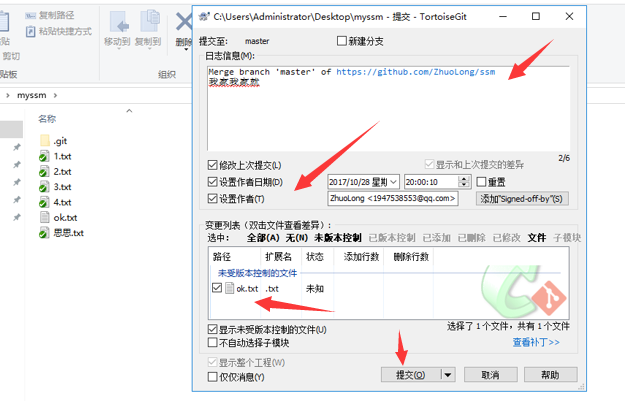 复制路径
粘贴快捷方式
剪切
移动到 复制到 删除
组织
myssm
名称
.git
1.txt
2.txt
3.txt
4.txt
ok.txt
思思.txt
C:\Users\Administrator\Desktop\myssm - 提交 - TortoiseGit
提交至: master 新建分支
日志信息(M):
Merge branch 'master' of https://github.com/ZhuoLong/ssm
修改上次提交(L) 显示和上次提交的差异 2/6
设置作者日期(D) 2017/10/28 星期 20:00:10 重置
设置作者(T) ZhuoLong <1947538553@qq.com> 添加"Signed-off-by"(S)
变更列表（双击文件查看差异）:
选中: 全部(A) 无(N) 未版本控制 已版本控制 已添加 已删除 已修改 文件 子模块
路径 扩展名 状态 添加行数 删除行数
未受版本控制的文件
ok.txt .txt 未知
显示未受版本控制的文件(U) 选择了 1 个文件，共有 1 个文件
不自动选择子模块 查看补丁>>
显示整个工程(W)
仅仅消息(Y) 提交(O) 取消 帮助